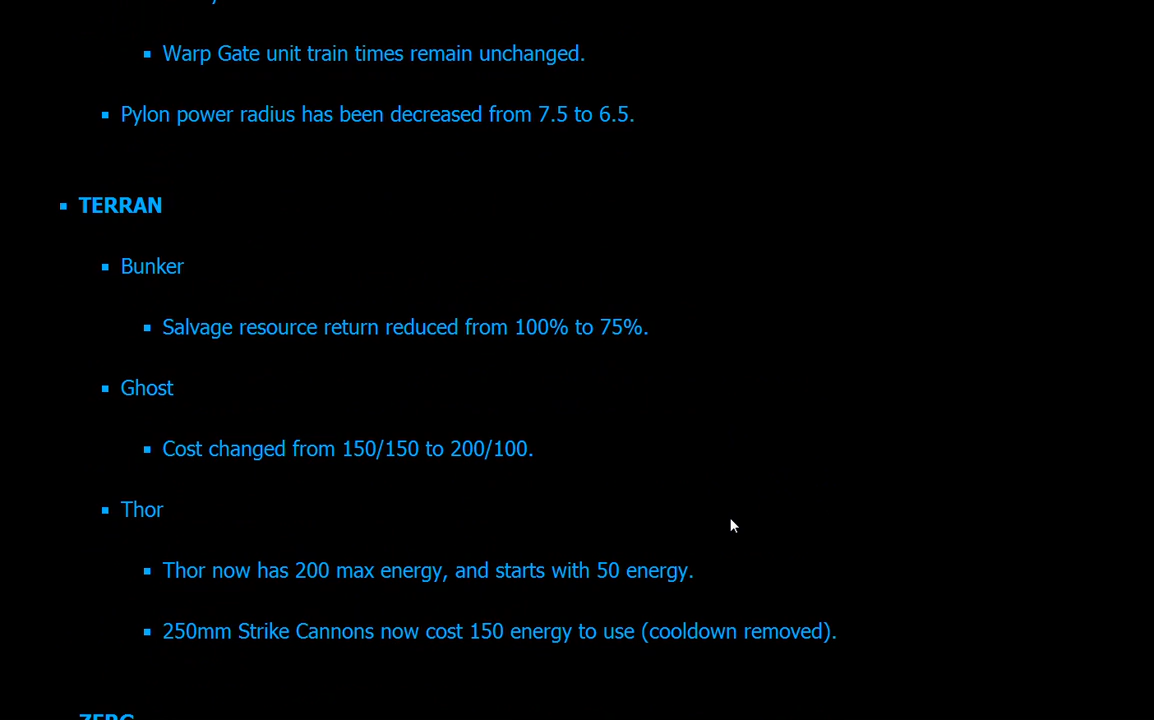 Warp Gate unit train times remain unchanged.
Pylon power radius has been decreased from 7.5 to 6.5.
TERRAN
Bunker
Salvage resource return reduced from 100% to 75%.
Ghost
Cost changed from 150/150 to 200/100.
Thor
Thor now has 200 max energy, and starts with 50 energy.
250mm Strike Cannons now cost 150 energy to use (cooldown removed).
ZERG